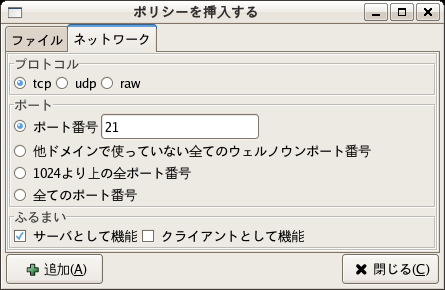 ポリシーを挿入する
ファイル ネットワーク
プロトコル
tcp udp raw
ポート
ポート番号 21
他ドメインで使っていない全てのウェルノウンポート番号
1024より上の全ポート番号
全てのポート番号
ふるまい
サーバとして機能 クライアントとして機能
追加(A) 閉じる(C)